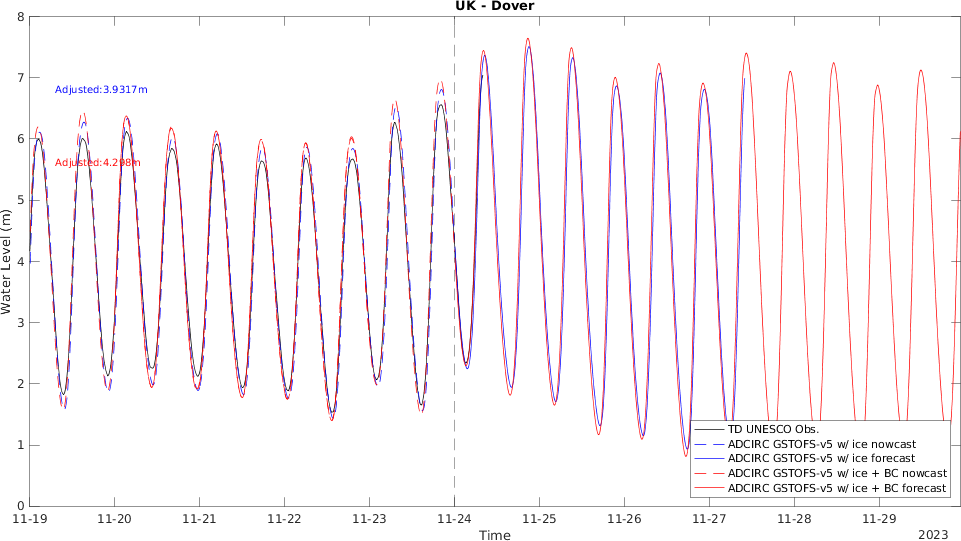 UK - Dover
8
7
6
5
4
3
2
1
0
Water Level (m)
Adjusted:3.9317m
Adjusted:4.298m
TD UNESCO Obs.
ADCIRC GSTOFS-v5 w/ ice nowcast
ADCIRC GSTOFS-v5 w/ ice forecast
ADCIRC GSTOFS-v5 w/ ice + BC nowcast
ADCIRC GSTOFS-v5 w/ ice + BC forecast
11-19 11-20 11-21 11-22 11-23 11-24 11-25 11-26 11-27 11-28 11-29
Time
2023